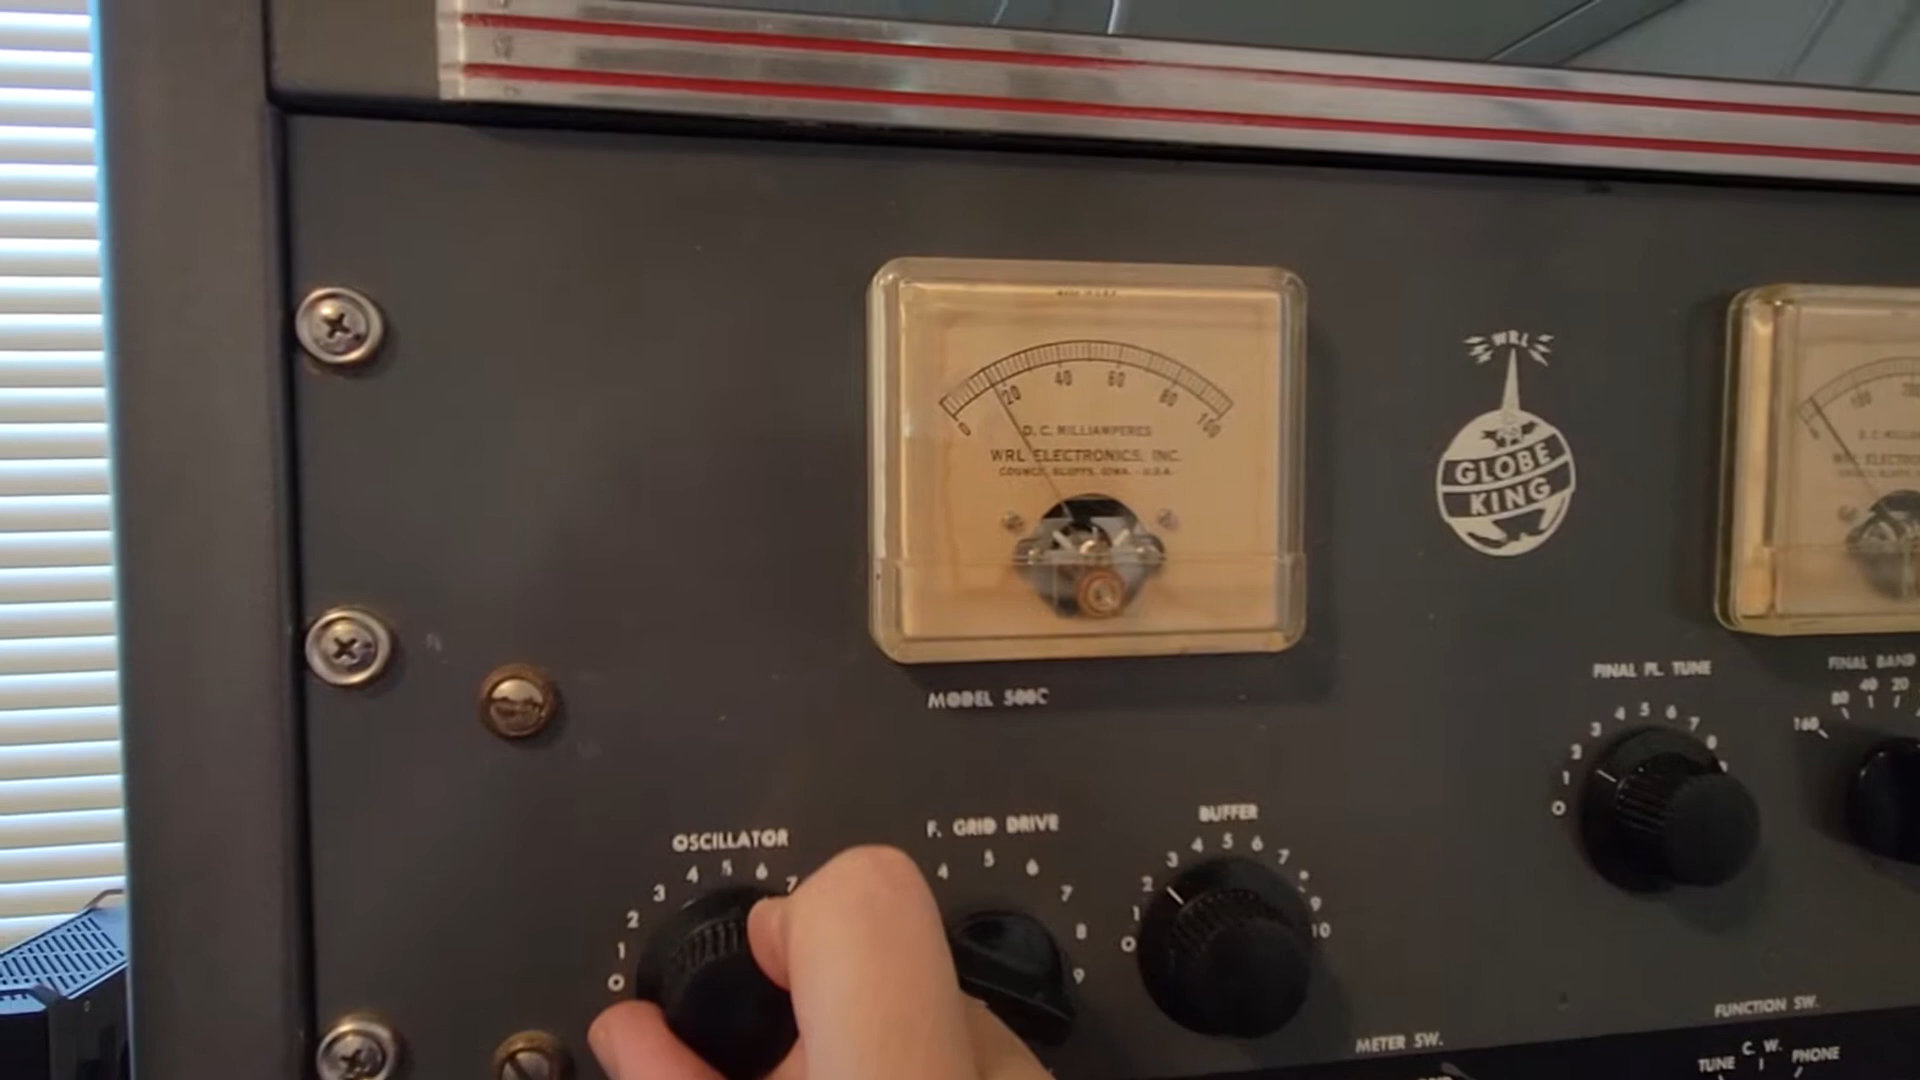 0 20 40 60 80 100
D. C. MILLIAMPERES
WRL ELECTRONICS, INC.
COUNCIL BLUFFS, IOWA. - U.S.A.
WRL
GLOBE
KING
100
MODEL 500C
FINAL PL. TUNE
0 1 2 3 4 5 6 7 8
FINAL BAND
160 80 40 20
OSCILLATOR
0 1 2 3 4 5 6 7
F. GRID DRIVE
4 5 6 7 8 9
BUFFER
0 1 2 3 4 5 6 7 8 9 10
METER SW.
FUNCTION SW.
TUNE C. W. PHONE